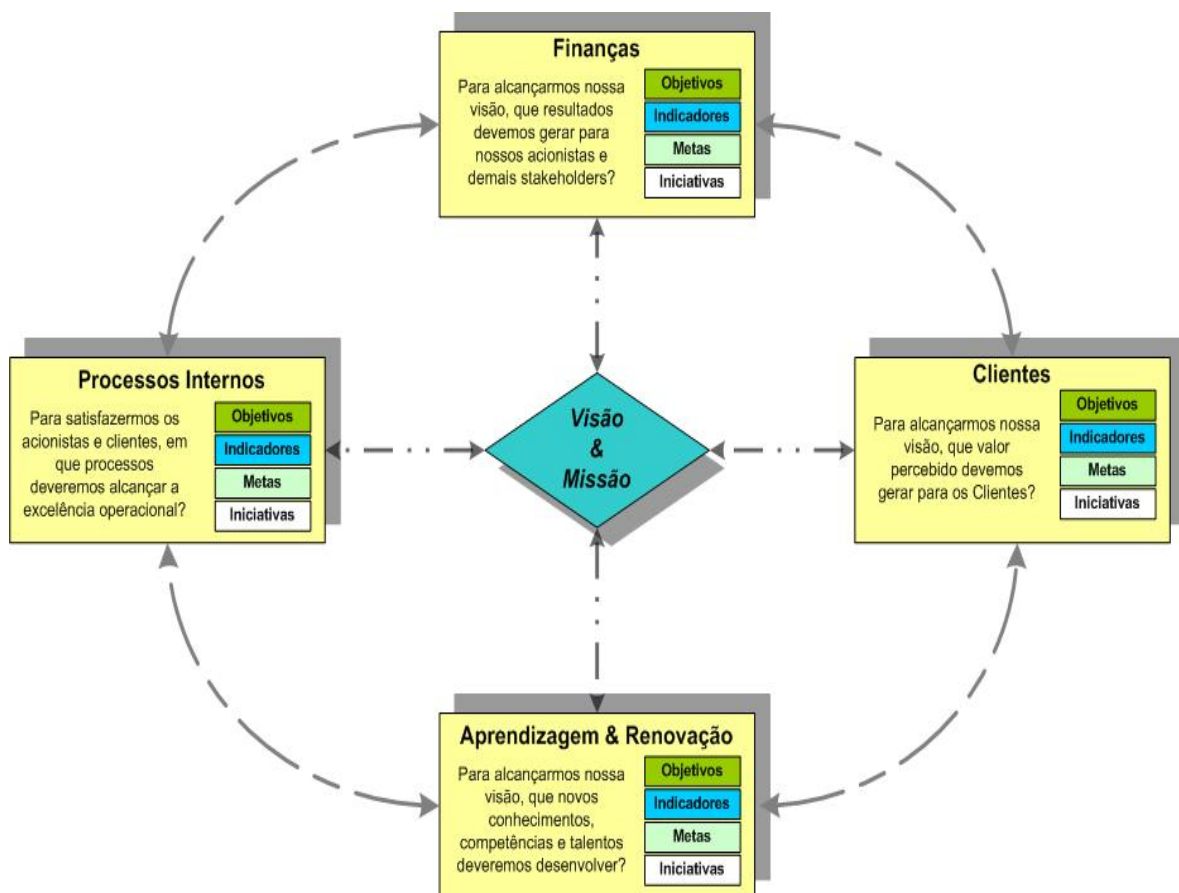 Finanças
Para alcançarmos nossa
visão, que resultados
devemos gerar para
nossos acionistas e
demais stakeholders?
Objetivos
Indicadores
Metas
Iniciativas
Processos Internos
Para satisfazermos os
acionistas e clientes, em
que processos
deveremos alcançar a
excelência operacional?
Objetivos
Indicadores
Metas
Iniciativas
Visão
&
Missão
Clientes
Para alcançarmos nossa
visão, que valor
percebido devemos
gerar para os Clientes?
Objetivos
Indicadores
Metas
Iniciativas
Aprendizagem & Renovação
Para alcançarmos nossa
visão, que novos
conhecimentos,
competências e talentos
deveremos desenvolver?
Objetivos
Indicadores
Metas
Iniciativas